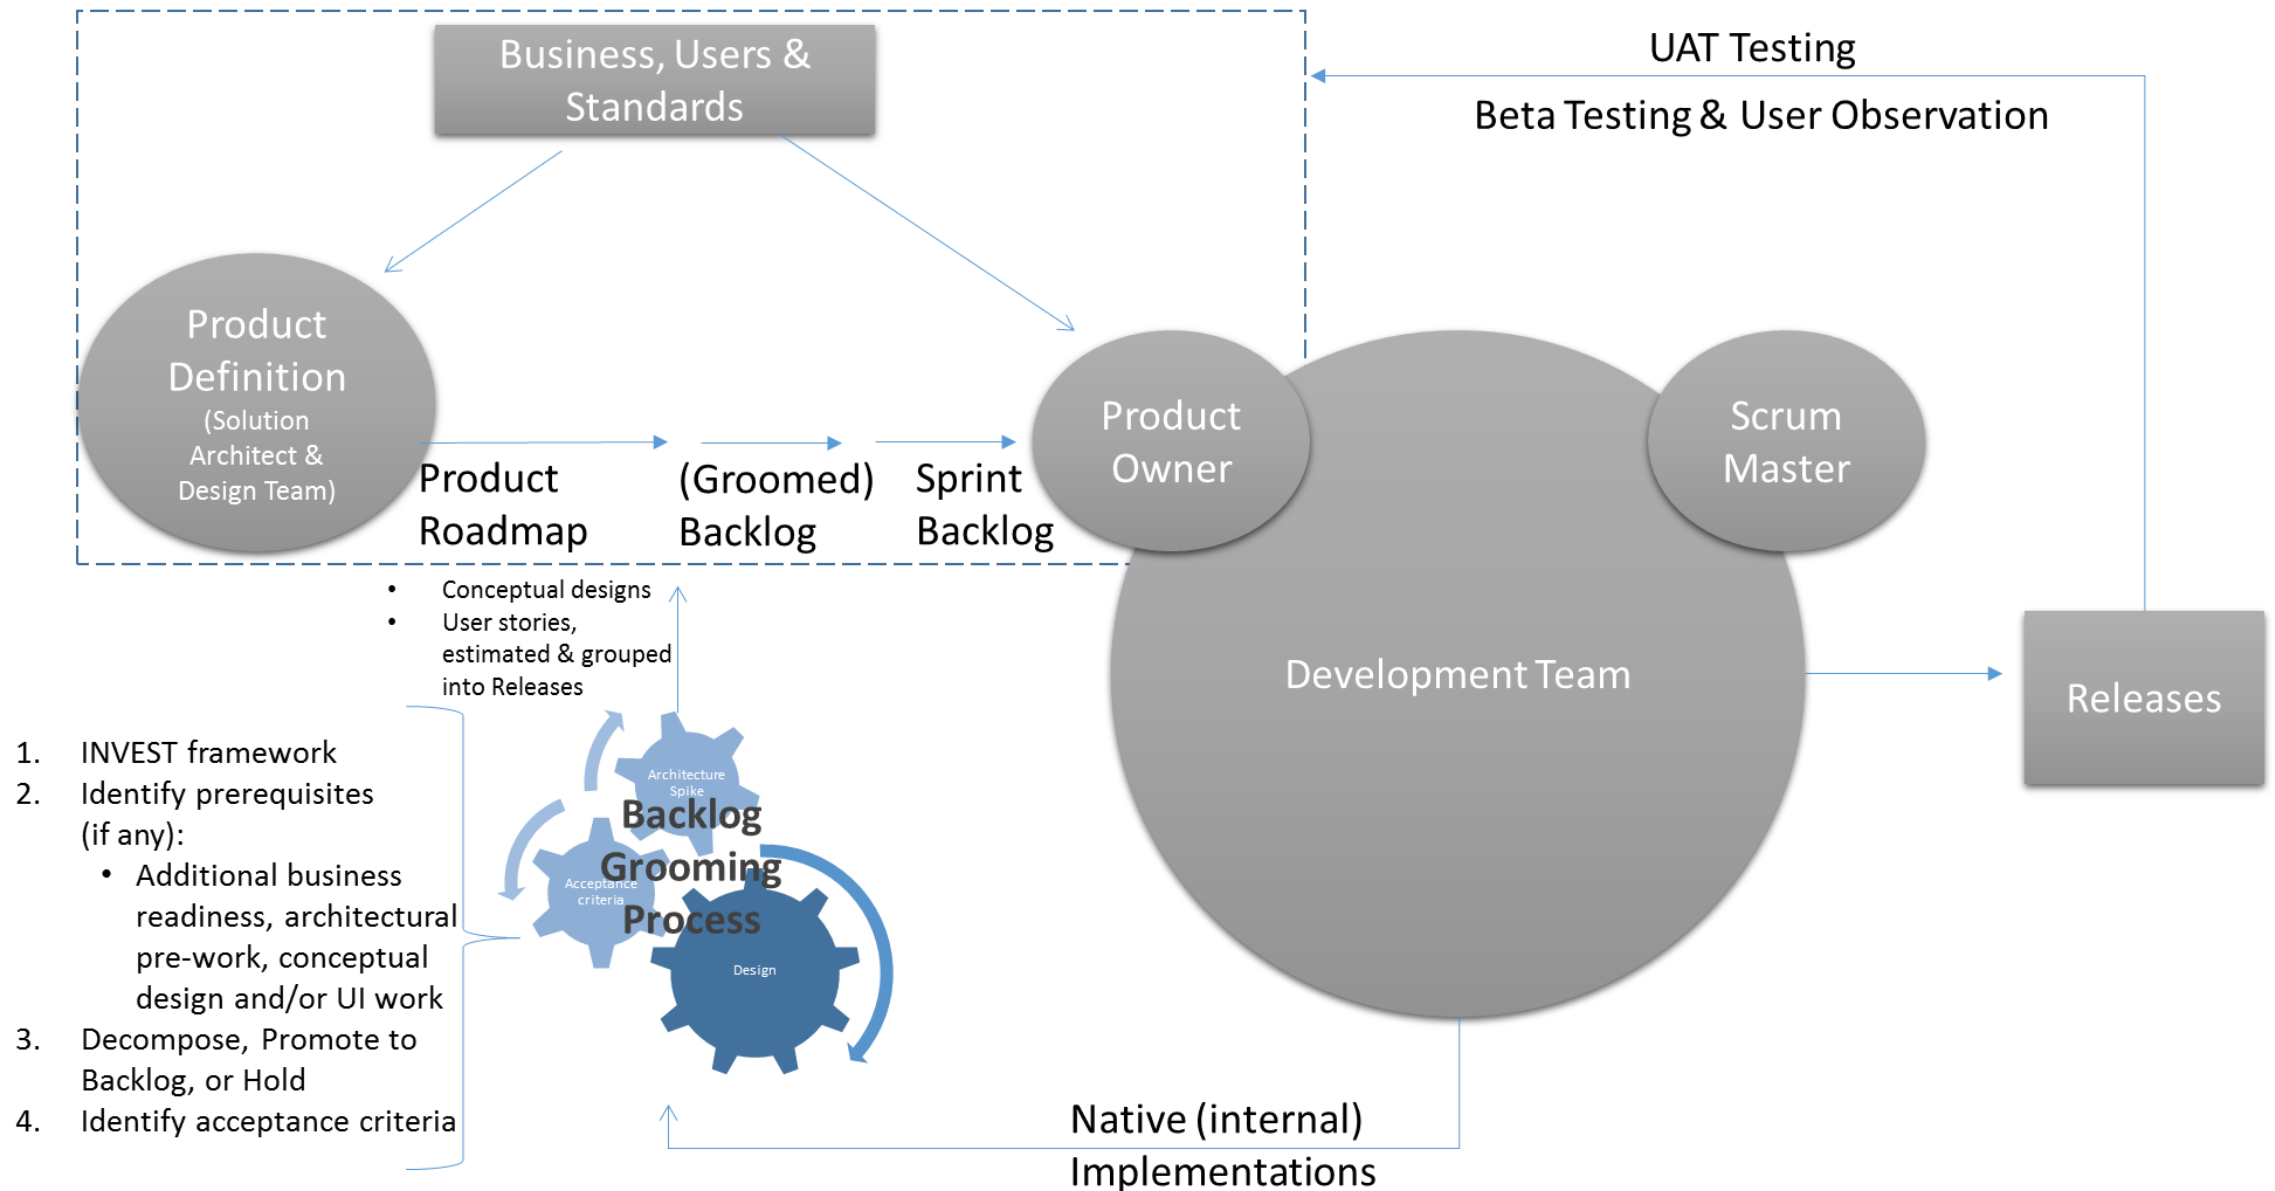 Business, Users &
Standards
UAT Testing
Beta Testing & User Observation
Product
Definition
(Solution
Architect &
Design Team)
Product
Roadmap
(Groomed)
Backlog
Sprint
Backlog
Product
Owner
Scrum
Master
Development Team
Releases
• Conceptual designs
• User stories,
estimated & grouped
into Releases
1. INVEST framework
2. Identify prerequisites
(if any):
• Additional business
readiness, architectural
pre-work, conceptual
design and/or UI work
3. Decompose, Promote to
Backlog, or Hold
4. Identify acceptance criteria
Architecture
Spike
Backlog
Grooming
Process
Acceptance
criteria
Design
Native (internal)
Implementations